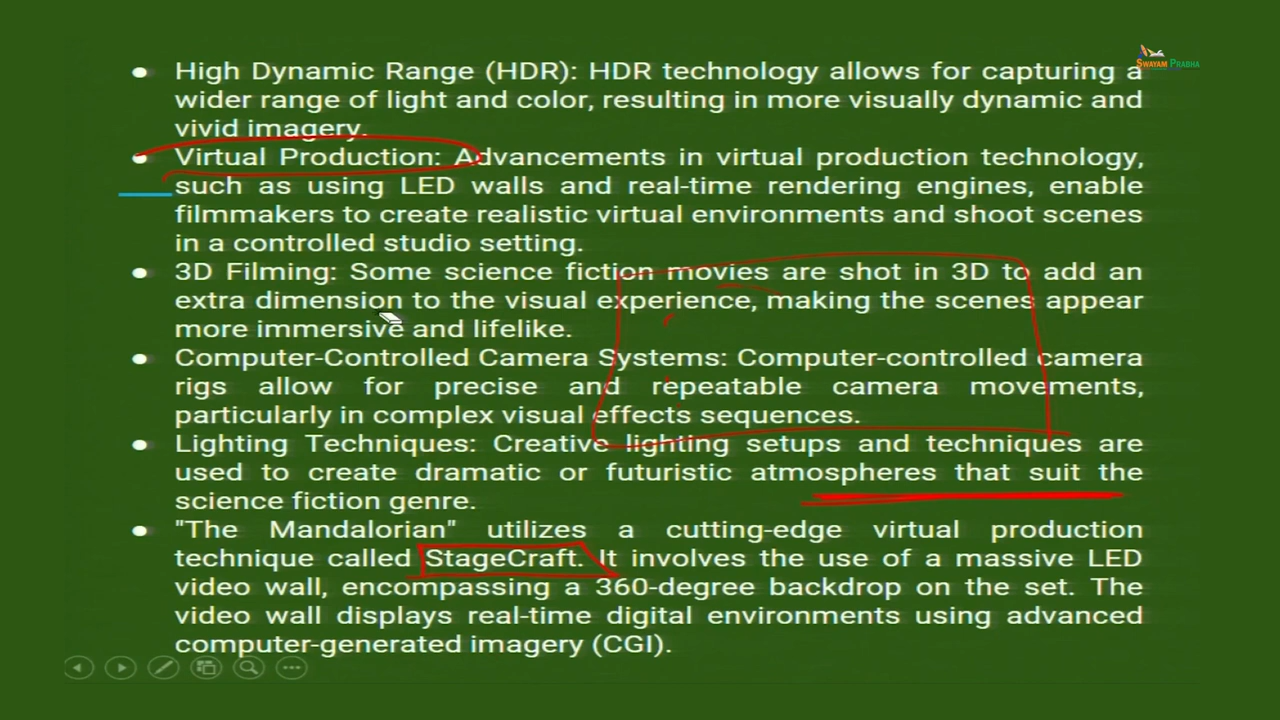 SWAYAM PRABHA
● High Dynamic Range (HDR): HDR technology allows for capturing a
wider range of light and color, resulting in more visually dynamic and
vivid imagery.
● Virtual Production: Advancements in virtual production technology,
such as using LED walls and real-time rendering engines, enable
filmmakers to create realistic virtual environments and shoot scenes
in a controlled studio setting.
● 3D Filming: Some science fiction movies are shot in 3D to add an
extra dimension to the visual experience, making the scenes appear
more immersive and lifelike.
● Computer-Controlled Camera Systems: Computer-controlled camera
rigs allow for precise and repeatable camera movements,
particularly in complex visual effects sequences.
● Lighting Techniques: Creative lighting setups and techniques are
used to create dramatic or futuristic atmospheres that suit the
science fiction genre.
● "The Mandalorian" utilizes a cutting-edge virtual production
technique called StageCraft. It involves the use of a massive LED
video wall, encompassing a 360-degree backdrop on the set. The
video wall displays real-time digital environments using advanced
computer-generated imagery (CGI).